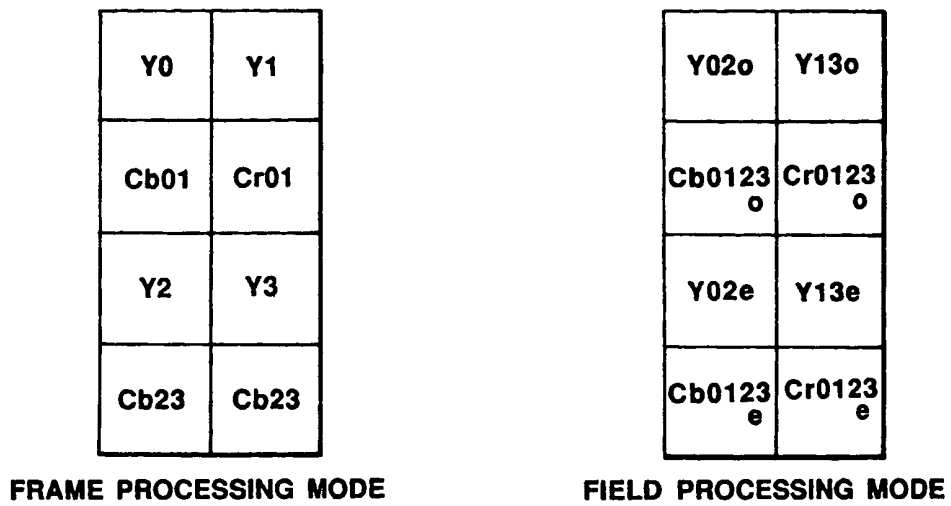 Y0 Y1
Cb01 Cr01
Y2 Y3
Cb23 Cb23
FRAME PROCESSING MODE
Y02o Y13o
Cb0123 Cr0123
o o
Y02e Y13e
Cb0123 Cr0123
e e
FIELD PROCESSING MODE